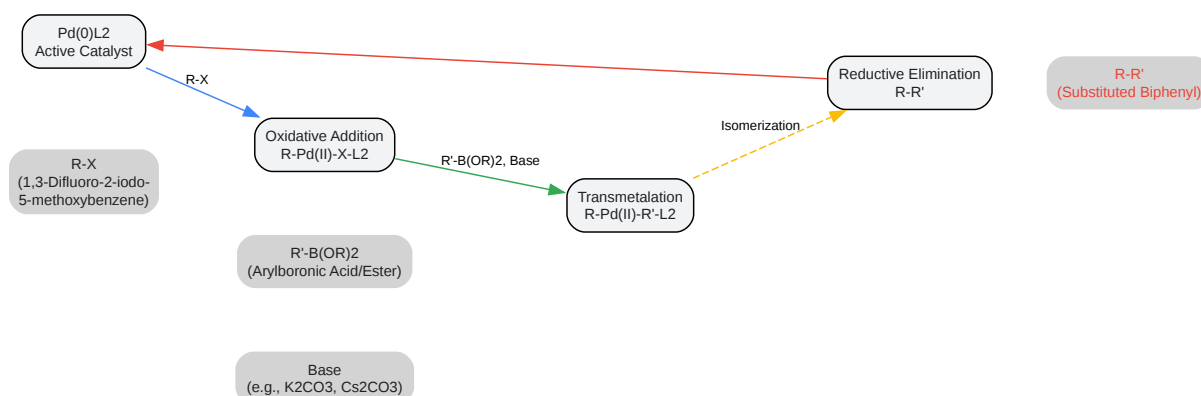 Pd(0)L2
Active Catalyst
R-X
Oxidative Addition
R-Pd(II)-X-L2
R'-B(OR)2, Base
Transmetalation
R-Pd(II)-R'-L2
Isomerization
Reductive Elimination
R-R'
R-R'
(Substituted Biphenyl)
R-X
(1,3-Difluoro-2-iodo-
5-methoxybenzene)
R'-B(OR)2
(Arylboronic Acid/Ester)
Base
(e.g., K2CO3, Cs2CO3)